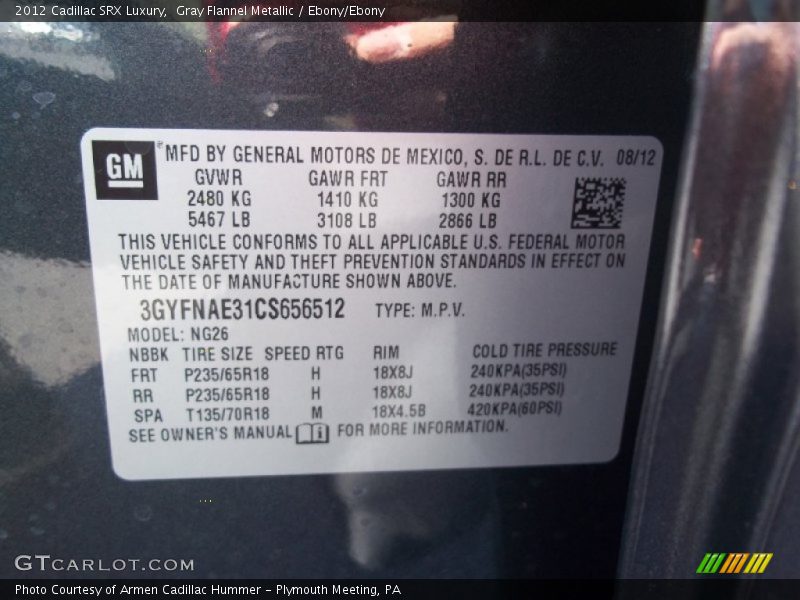 2012 Cadillac SRX Luxury,  Gray Flannel Metallic / Ebony/Ebony
GM ® MFD BY GENERAL MOTORS DE MEXICO, S. DE R.L. DE C.V. 08/12
GVWR GAWR FRT GAWR RR
2480 KG 1410 KG 1300 KG
5467 LB 3108 LB 2866 LB
THIS VEHICLE CONFORMS TO ALL APPLICABLE U.S. FEDERAL MOTOR
VEHICLE SAFETY AND THEFT PREVENTION STANDARDS IN EFFECT ON
THE DATE OF MANUFACTURE SHOWN ABOVE.
3GYFNAE31CS656512 TYPE: M.P.V.
MODEL: NG26
NBBK TIRE SIZE SPEED RTG RIM COLD TIRE PRESSURE
FRT P235/65R18 H 18X8J 240KPA(35PSI)
RR P235/65R18 H 18X8J 240KPA(35PSI)
SPA T135/70R18 M 18X4.5B 420KPA(60PSI)
SEE OWNER'S MANUAL FOR MORE INFORMATION.
GTCARLOT.COM
Photo Courtesy of Armen Cadillac Hummer - Plymouth Meeting, PA